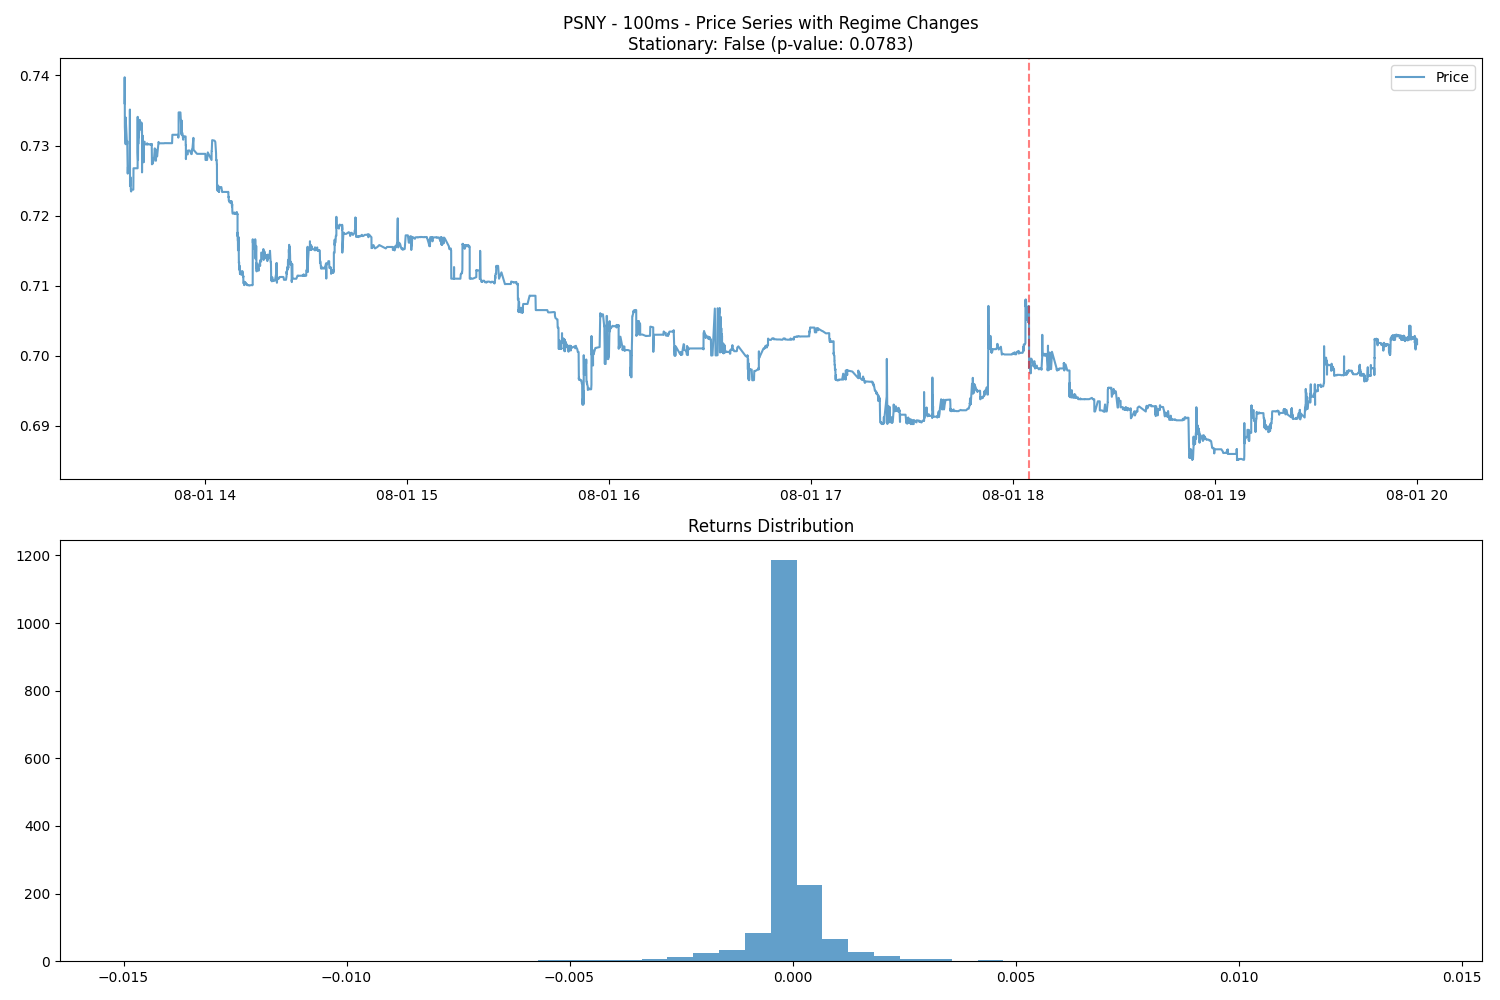 PSNY - 100ms - Price Series with Regime Changes
Stationary: False (p-value: 0.0783)
Price
0.74
0.73
0.72
0.71
0.70
0.69
08-01 14 08-01 15 08-01 16 08-01 17 08-01 18 08-01 19 08-01 20
Returns Distribution
1200
1000
800
600
400
200
0
−0.015 −0.010 −0.005 0.000 0.005 0.010 0.015